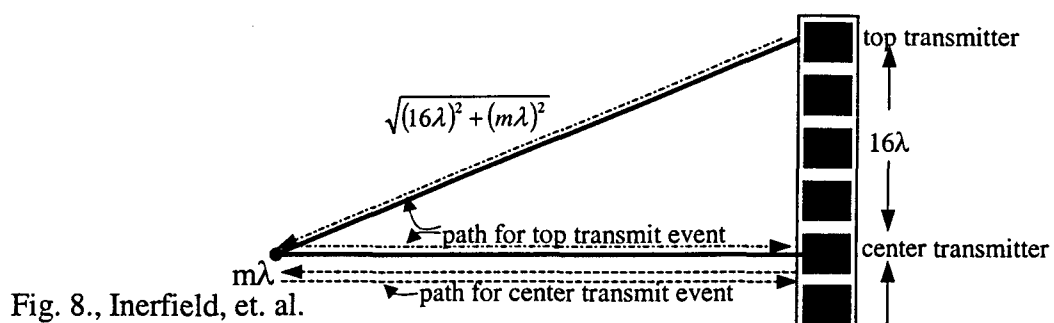 top transmitter
√(16λ)² + (mλ)²
16λ
path for top transmit event
center transmitter
mλ
path for center transmit event
Fig. 8., Inerfield, et. al.